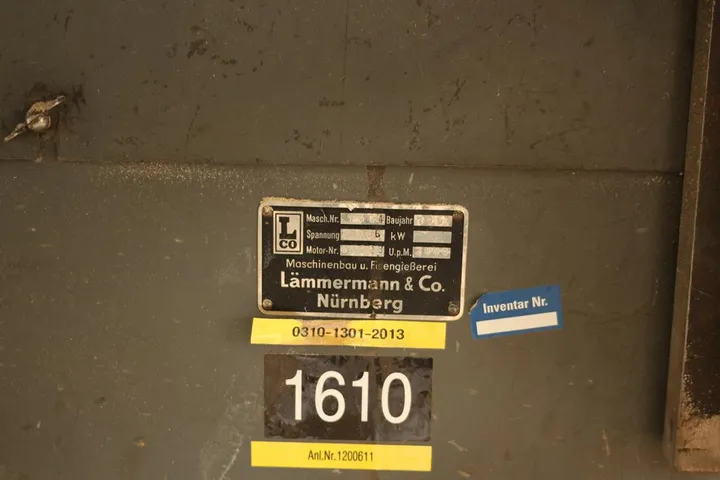 L
CO
Masch.Nr. Baujahr
Spannung kW
Motor-Nr. U.p.M.
Maschinenbau u. Eisengießerei
Lämmermann & Co.
Nürnberg
Inventar Nr.
0310-1301-2013
1610
Anl.Nr.1200611